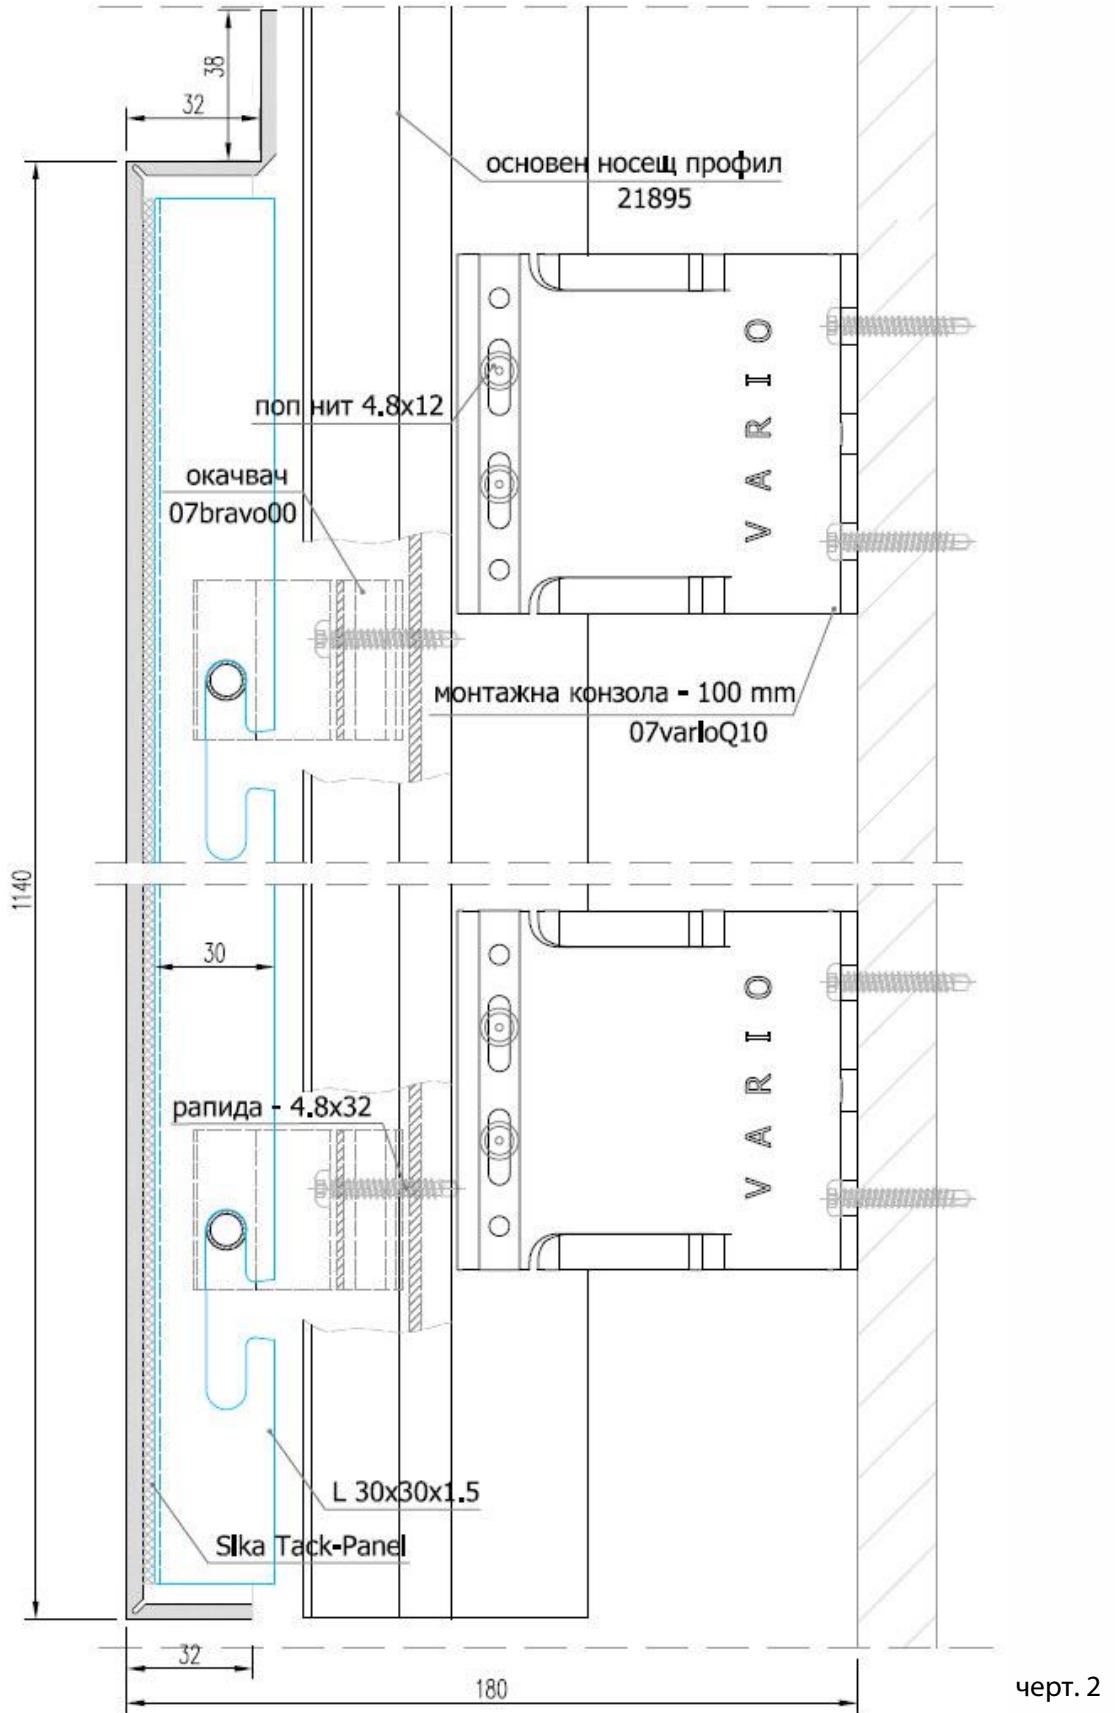 38
32
основен носещ профил
21895
VARIO
поп нит 4.8x12
окачвач
07bravo00
монтажна конзола - 100 mm
07varioQ10
1140
30
VARIO
рапида - 4.8x32
L 30x30x1.5
Sika Tack-Panel
32
180
черт. 2